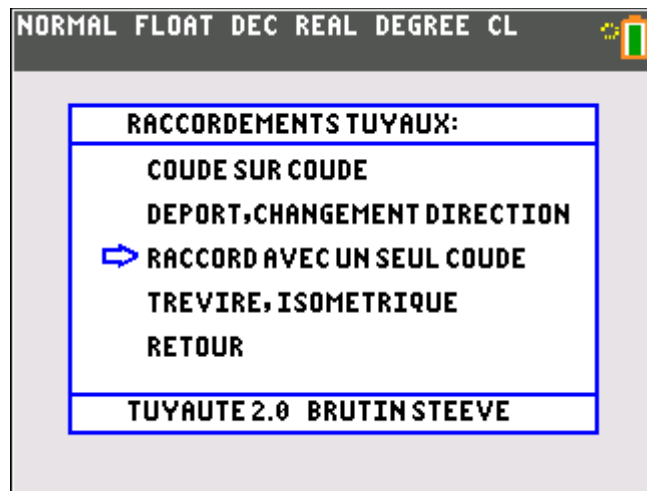 NORMAL FLOAT DEC REAL DEGREE CL
RACCORDEMENTS TUYAUX:
COUDE SUR COUDE
DEPORT,CHANGEMENT DIRECTION
RACCORD AVEC UN SEUL COUDE
TREVIRE,ISOMETRIQUE
RETOUR
TUYAUTE 2.0 BRUTIN STEEVE